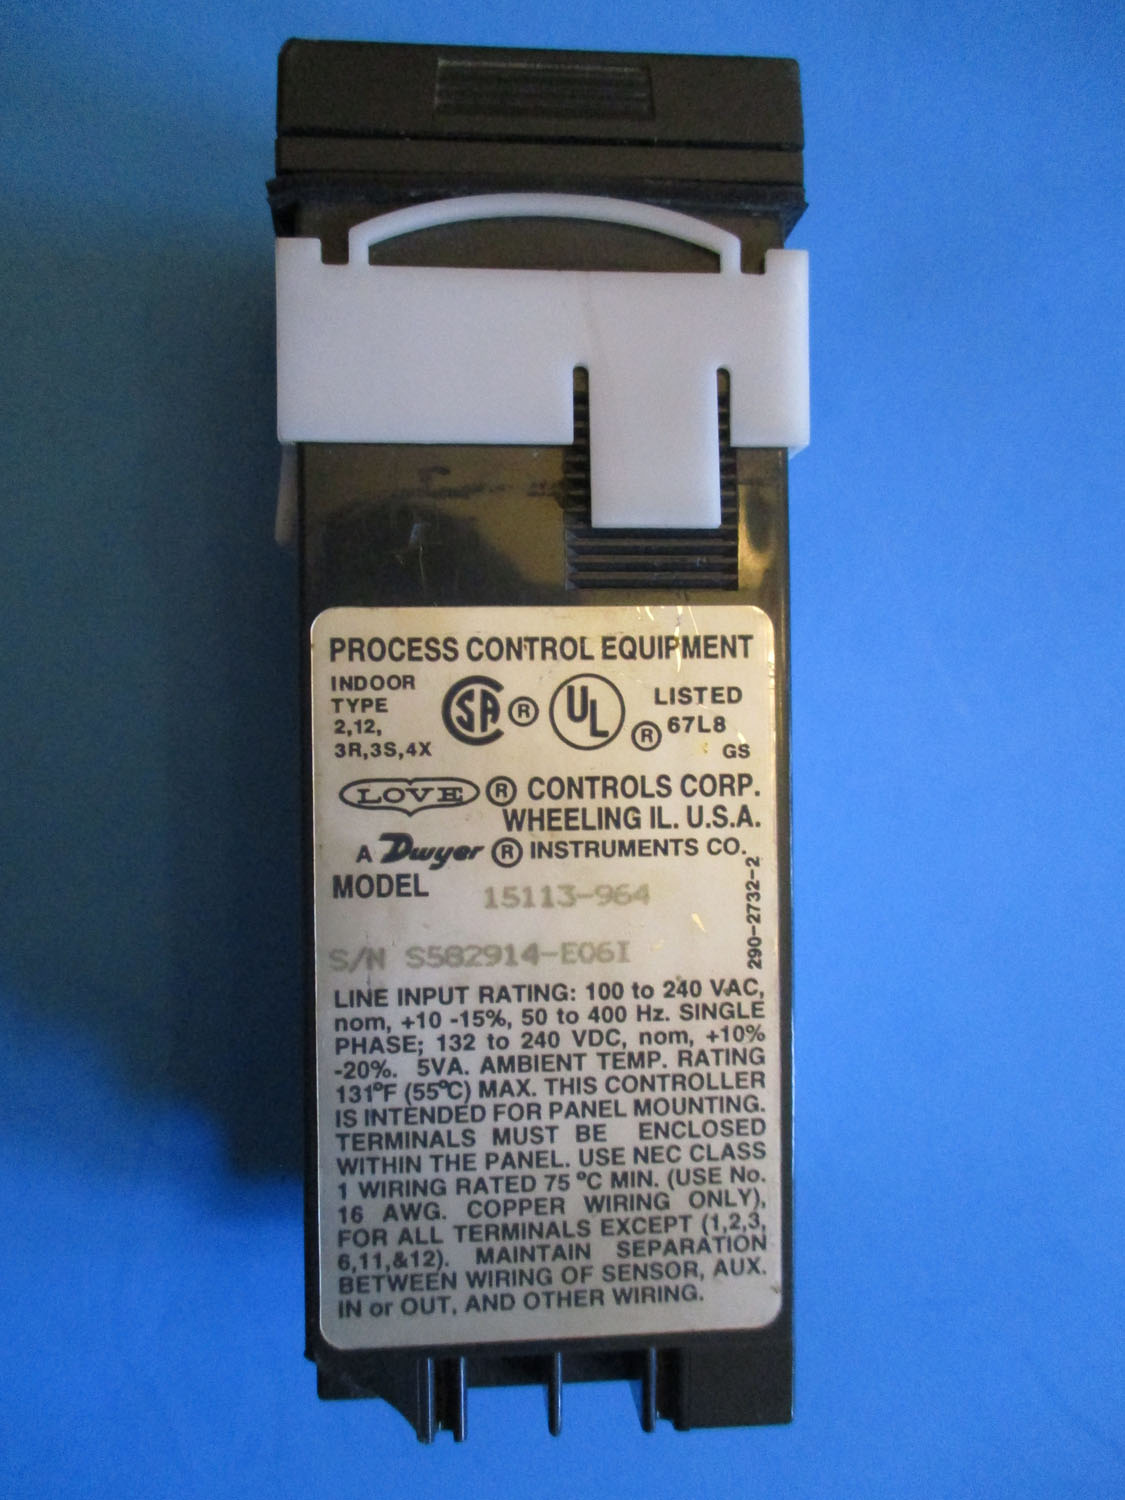 PROCESS CONTROL EQUIPMENT
INDOOR
TYPE
2,12,
3R,3S,4X
SA ®
UL ®
LISTED
67L8
GS
LOVE ® CONTROLS CORP.
WHEELING IL. U.S.A.
A Dwyer ® INSTRUMENTS CO.
MODEL 15113-964
290-2732-2
S/N S582914-E06I
LINE INPUT RATING: 100 to 240 VAC,
nom, +10 -15%, 50 to 400 Hz. SINGLE
PHASE; 132 to 240 VDC, nom, +10%
-20%. 5VA. AMBIENT TEMP. RATING
131°F (55°C) MAX. THIS CONTROLLER
IS INTENDED FOR PANEL MOUNTING.
TERMINALS MUST BE ENCLOSED
WITHIN THE PANEL. USE NEC CLASS
1 WIRING RATED 75 °C MIN. (USE No.
16 AWG. COPPER WIRING ONLY),
FOR ALL TERMINALS EXCEPT (1,2,3,
6,11,&12). MAINTAIN SEPARATION
BETWEEN WIRING OF SENSOR, AUX.
IN or OUT, AND OTHER WIRING.